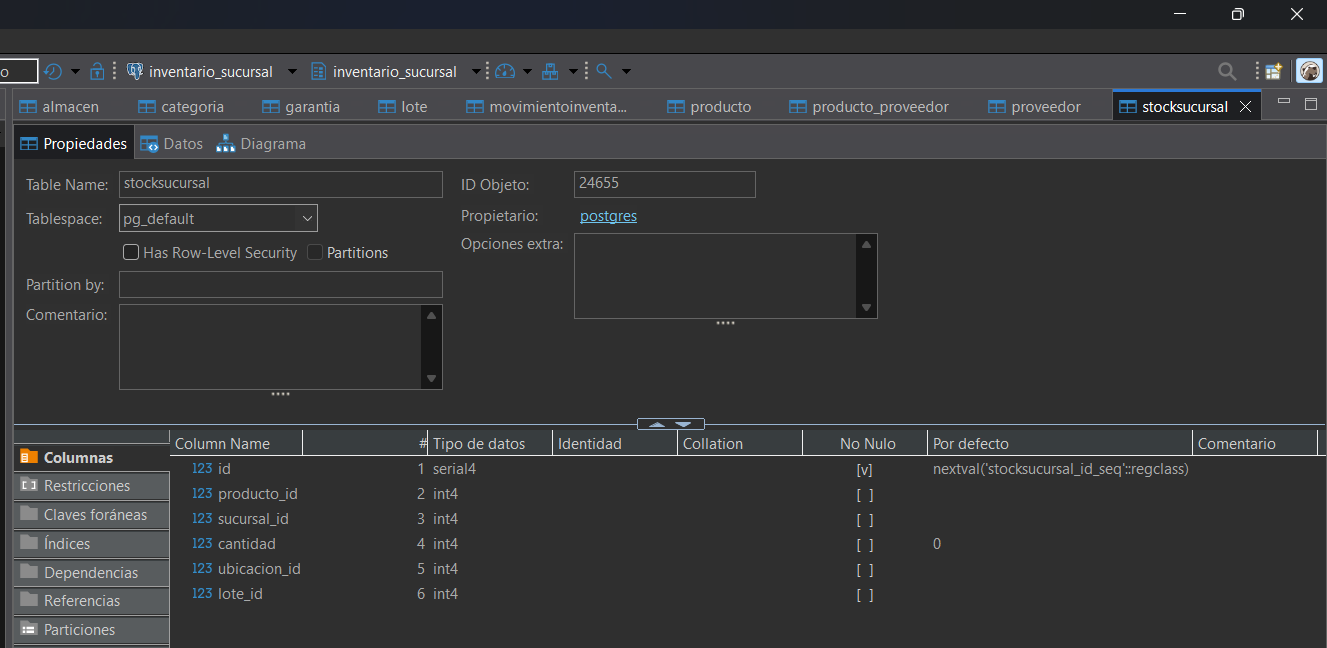 o inventario_sucursal inventario_sucursal
almacen categoria garantia lote movimientoinventa... producto producto_proveedor proveedor stocksucursal
Propiedades Datos Diagrama
Table Name: stocksucursal ID Objeto: 24655
Tablespace: pg_default Propietario: postgres
Has Row-Level Security Partitions Opciones extra:
Partition by:
Comentario:
Column Name # Tipo de datos Identidad Collation No Nulo Por defecto Comentario
Columnas
Restricciones
Claves foráneas
Índices
Dependencias
Referencias
Particiones
123 id 1 serial4 [v] nextval('stocksucursal_id_seq'::regclass)
123 producto_id 2 int4 [ ]
123 sucursal_id 3 int4 [ ]
123 cantidad 4 int4 [ ] 0
123 ubicacion_id 5 int4 [ ]
123 lote_id 6 int4 [ ]